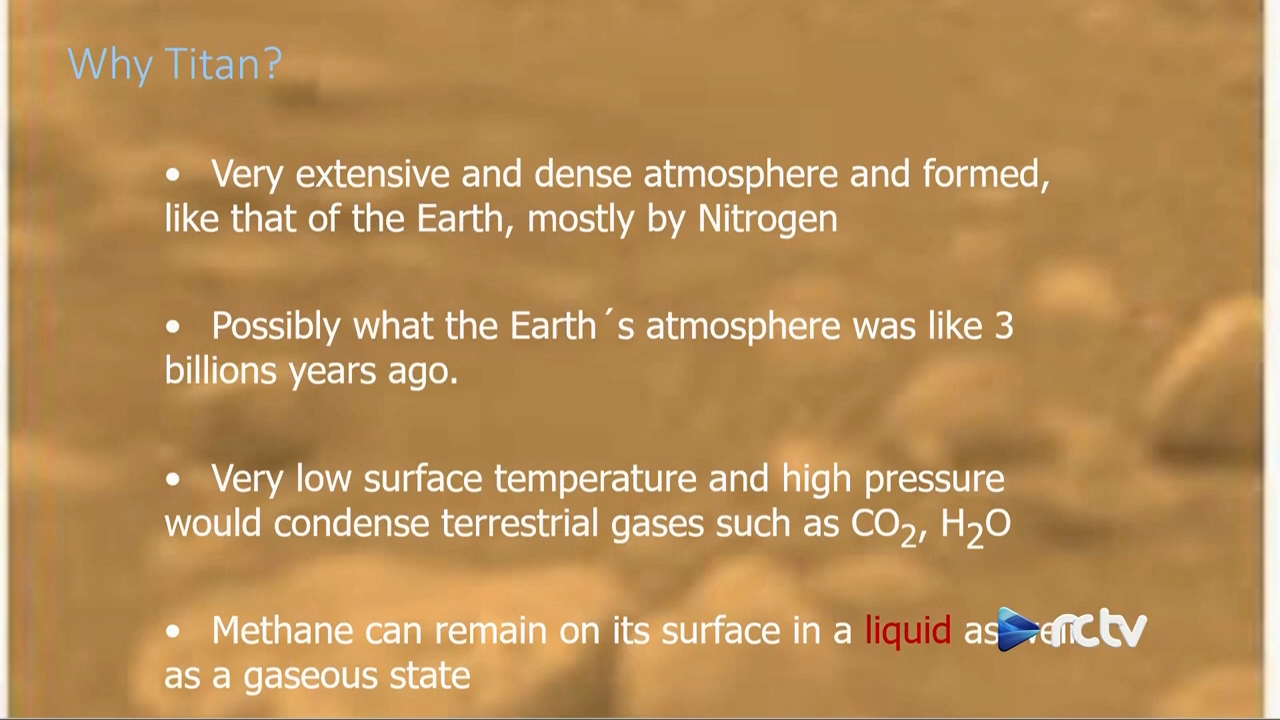 Why Titan?
• Very extensive and dense atmosphere and formed,
like that of the Earth, mostly by Nitrogen
• Possibly what the Earth´s atmosphere was like 3
billions years ago.
• Very low surface temperature and high pressure
would condense terrestrial gases such as CO₂, H₂O
• Methane can remain on its surface in a liquid as
as a gaseous state